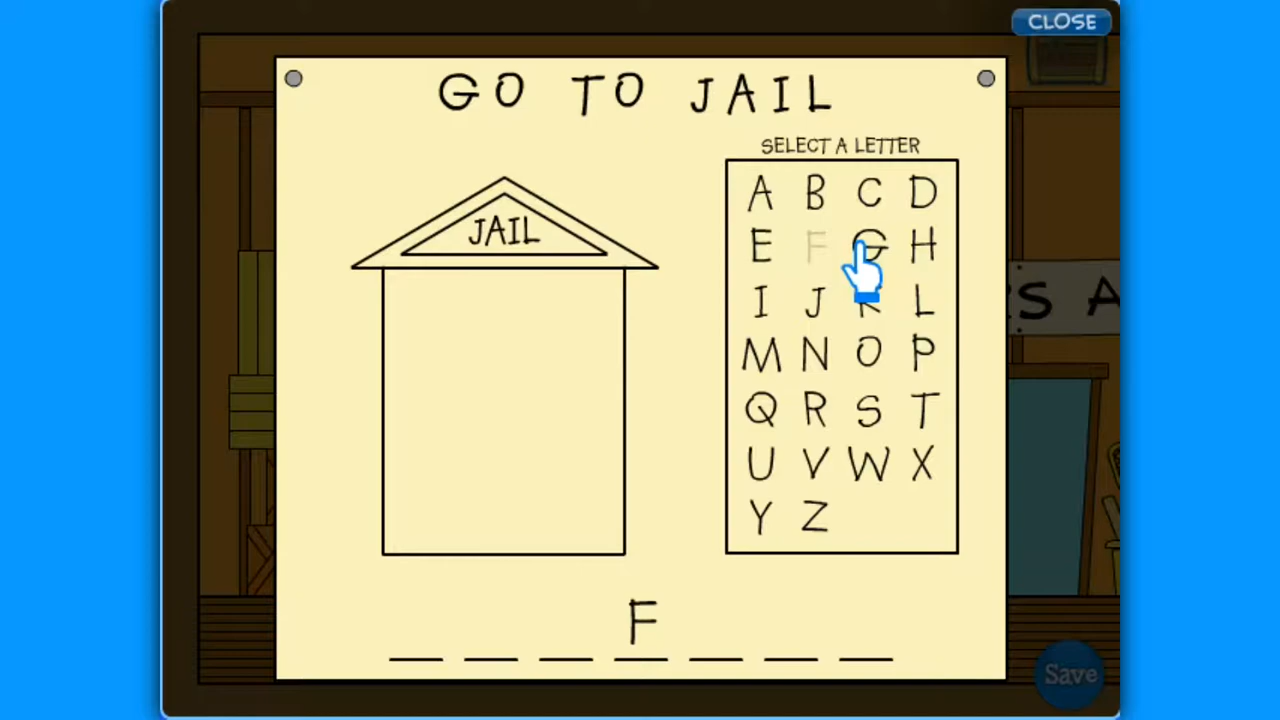 CLOSE
GO TO JAIL
SELECT A LETTER
JAIL
A B C D
E F G H
I J K L
M N O P
Q R S T
U V W X
Y Z
S A
F
Save